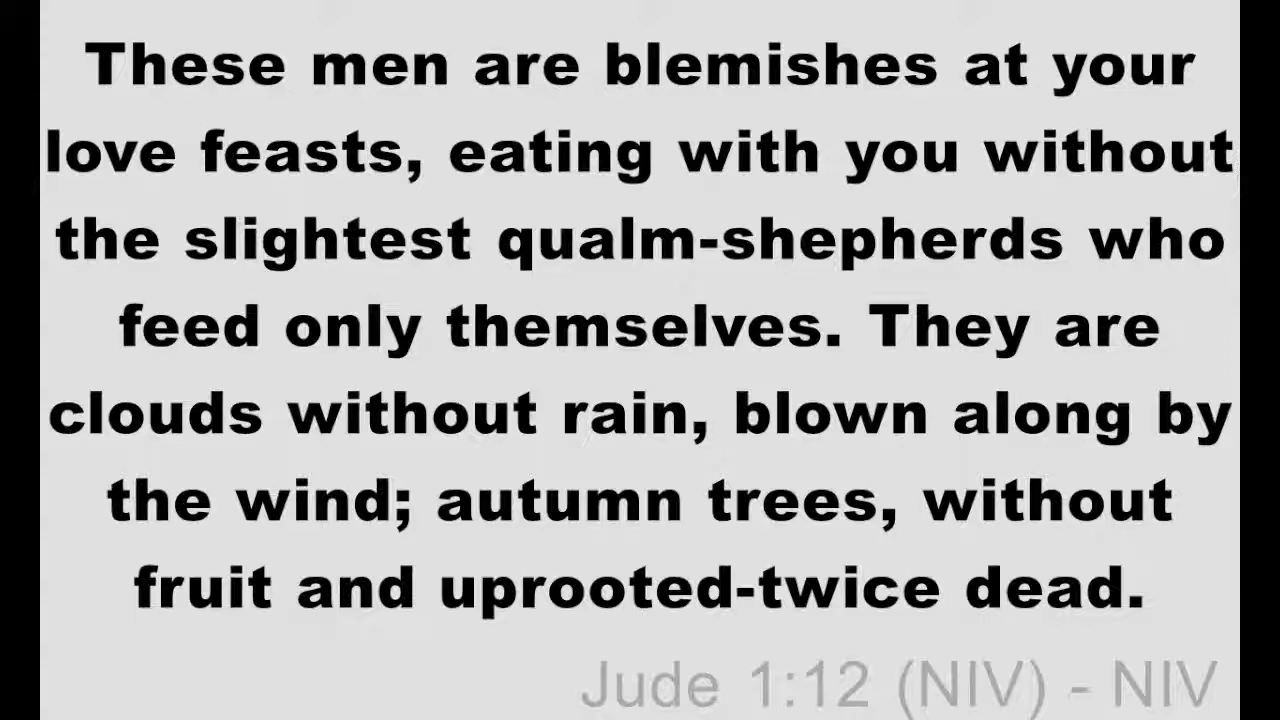 These men are blemishes at your
love feasts, eating with you without
the slightest qualm-shepherds who
feed only themselves. They are
clouds without rain, blown along by
the wind; autumn trees, without
fruit and uprooted-twice dead.
Jude 1:12 (NIV) - NIV